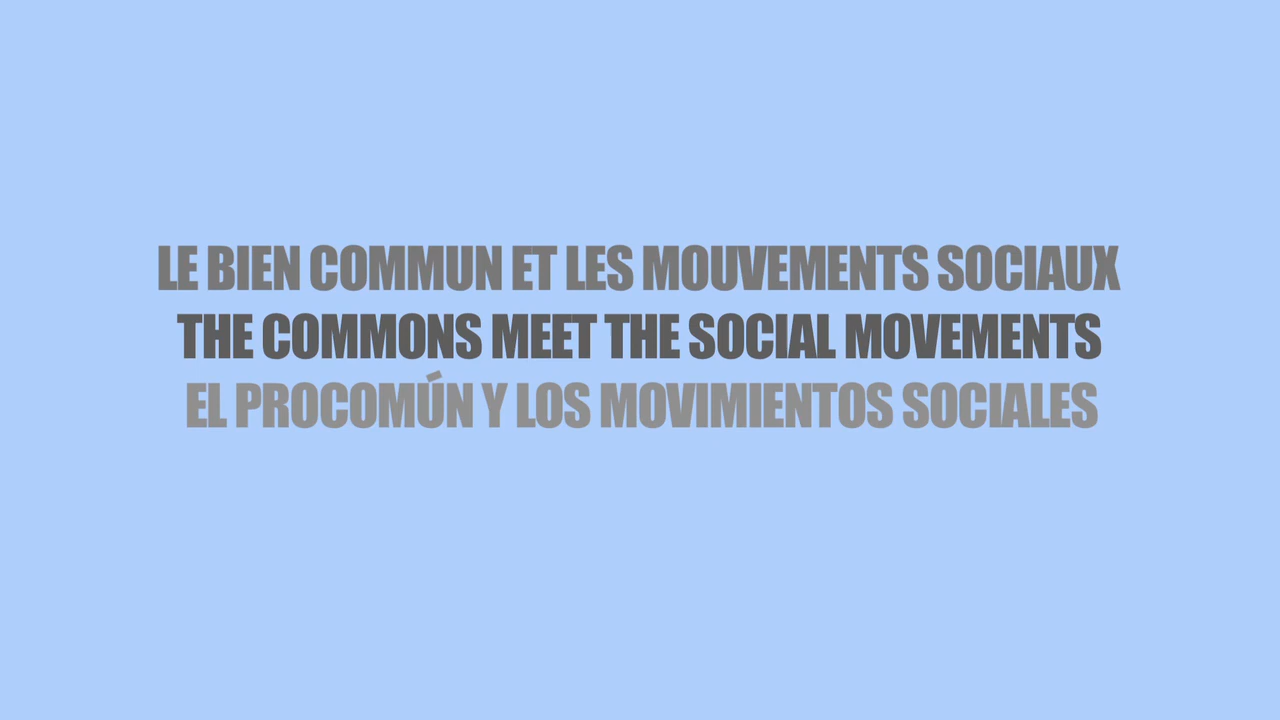 LE BIEN COMMUN ET LES MOUVEMENTS SOCIAUX
THE COMMONS MEET THE SOCIAL MOVEMENTS
EL PROCOMÚN Y LOS MOVIMIENTOS SOCIALES